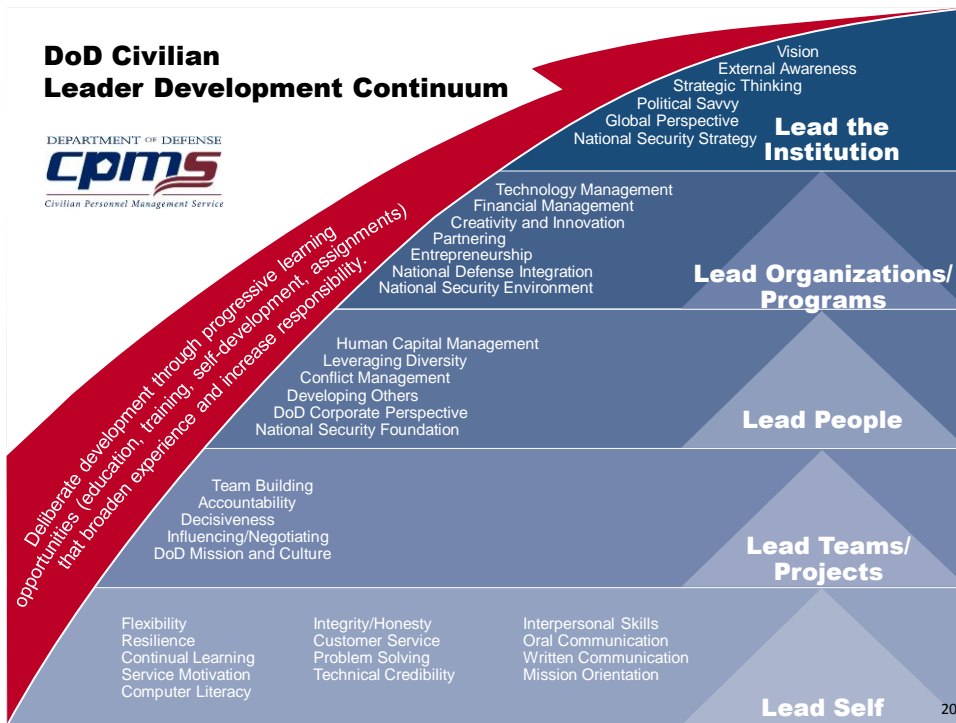 DoD Civilian
Leader Development Continuum
DEPARTMENT OF DEFENSE
cpms
Civilian Personnel Management Service
Deliberate development through progressive learning
opportunities (education, training, self-development, assignments)
that broaden experience and increase responsibility.
Vision
External Awareness
Strategic Thinking
Political Savvy
Global Perspective
National Security Strategy
Lead the
Institution
Technology Management
Financial Management
Creativity and Innovation
Partnering
Entrepreneurship
National Defense Integration
National Security Environment
Lead Organizations/
Programs
Human Capital Management
Leveraging Diversity
Conflict Management
Developing Others
DoD Corporate Perspective
National Security Foundation
Lead People
Team Building
Accountability
Decisiveness
Influencing/Negotiating
DoD Mission and Culture
Lead Teams/
Projects
Flexibility
Resilience
Continual Learning
Service Motivation
Computer Literacy
Integrity/Honesty
Customer Service
Problem Solving
Technical Credibility
Interpersonal Skills
Oral Communication
Written Communication
Mission Orientation
Lead Self
20